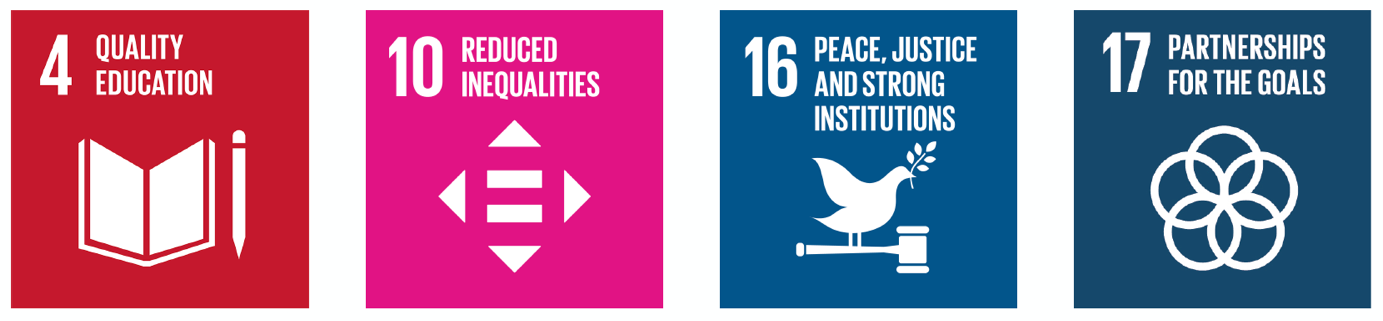 4 QUALITY
EDUCATION
10 REDUCED
INEQUALITIES
16 PEACE, JUSTICE
AND STRONG
INSTITUTIONS
17 PARTNERSHIPS
FOR THE GOALS